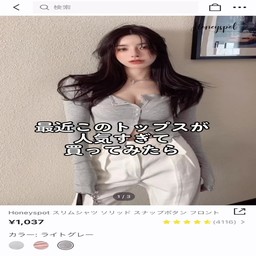 検索
honeyspot
最近このトップスが
人気すぎて
買ってみたら
1 / 3
Honeyspot スリムシャツ ソリッド スナップボタン フロント
¥1,037
(4116)
カラー: ライトグレー